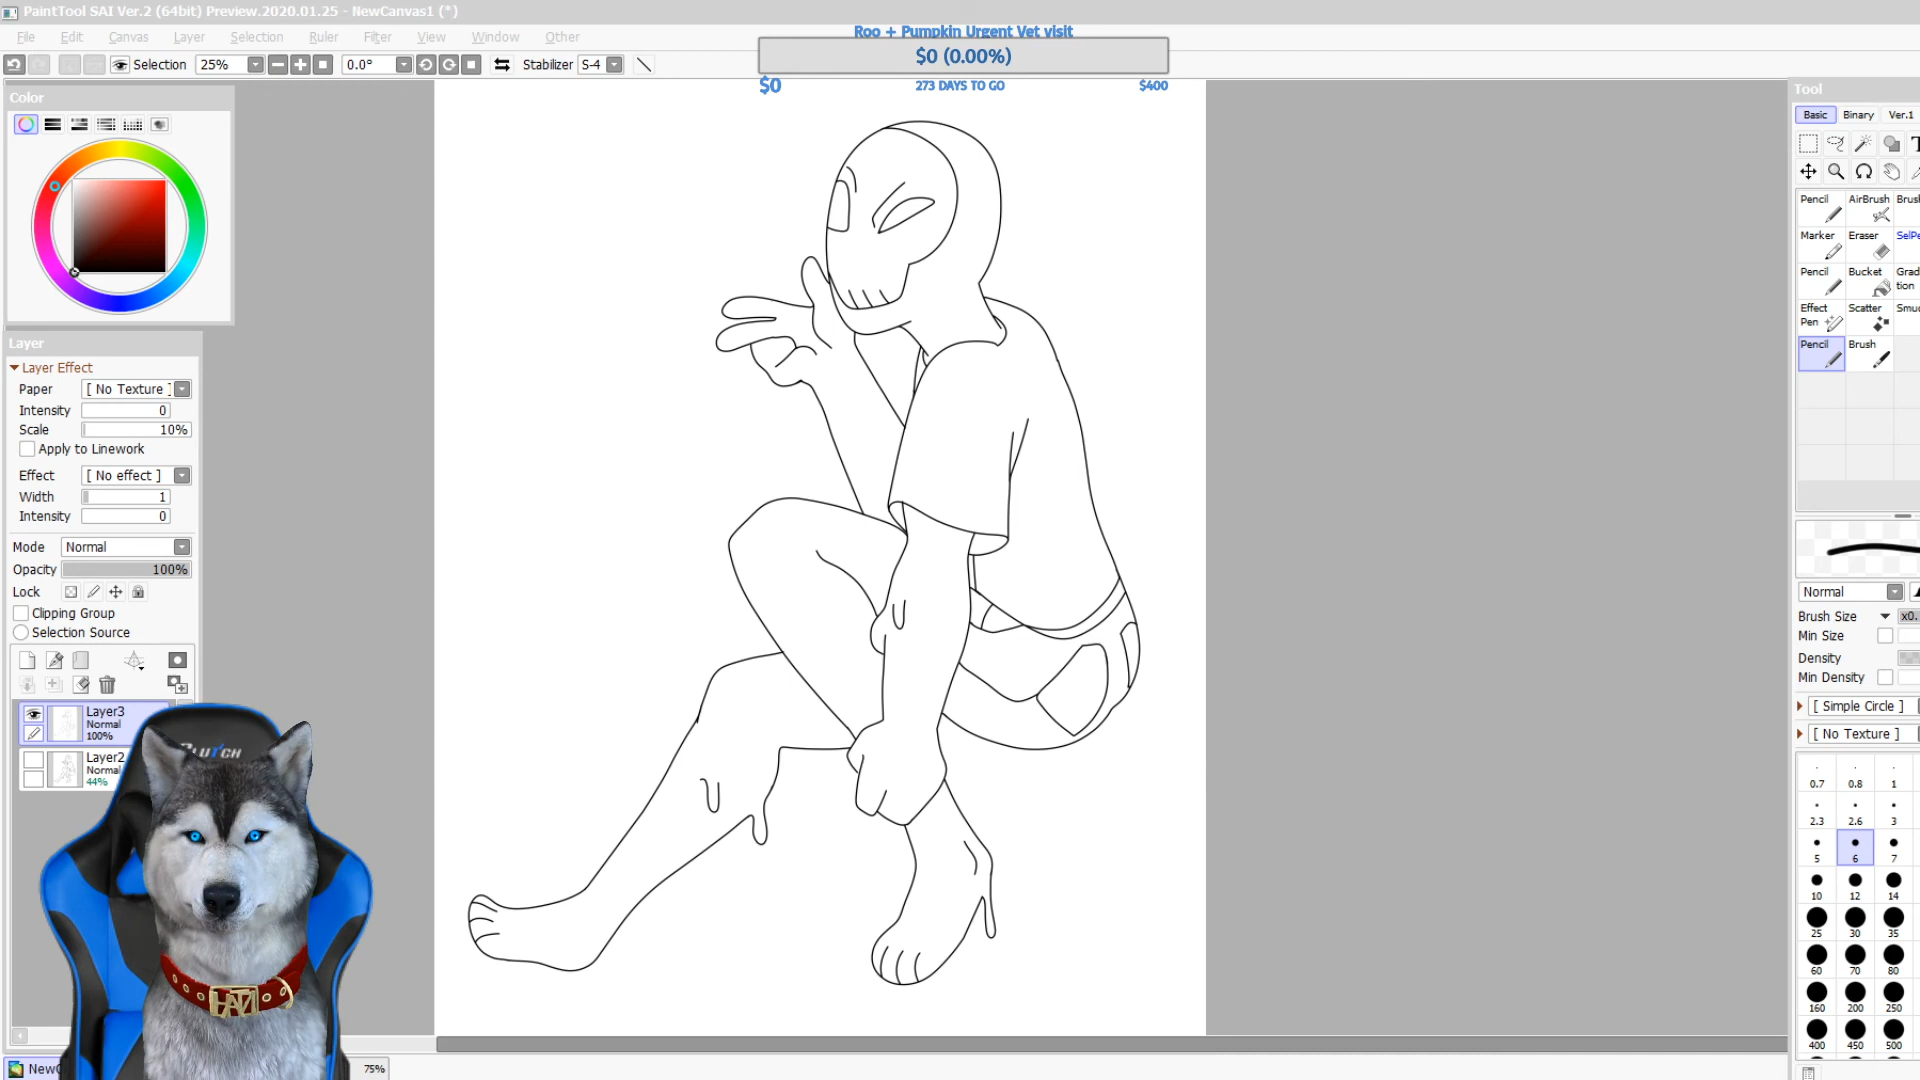 PaintTool SAI Ver.2 (64bit) Preview.2020.01.25 - NewCanvas1 (*)
File Edit Canvas Layer Selection Ruler Filter View Window Other
Roo + Pumpkin Urgent Vet visit
$0 (0.00%)
$0 273 DAYS TO GO $400
Selection 25% 0.0° Stabilizer S-4
Color
Layer
Layer Effect
Paper [ No Texture ]
Intensity 0
Scale 10%
Apply to Linework
Effect [ No effect ]
Width 1
Intensity 0
Mode Normal
Opacity 100%
Lock
Clipping Group
Selection Source
Layer3
Normal
100%
Layer2
Normal
44%
CLUTCH
75%
Tool
Basic Binary Ver.1
Pencil AirBrush Brus
Marker Eraser SelPe
Pencil Bucket Grad
tion
Effect Scatter Smu
Pen
Pencil Brush
Normal
Brush Size x0.
Min Size
Density
Min Density
[ Simple Circle ]
[ No Texture ]
0.7 0.8 1
2.3 2.6 3
5 6 7
10 12 14
25 30 35
60 70 80
160 200 250
400 450 500